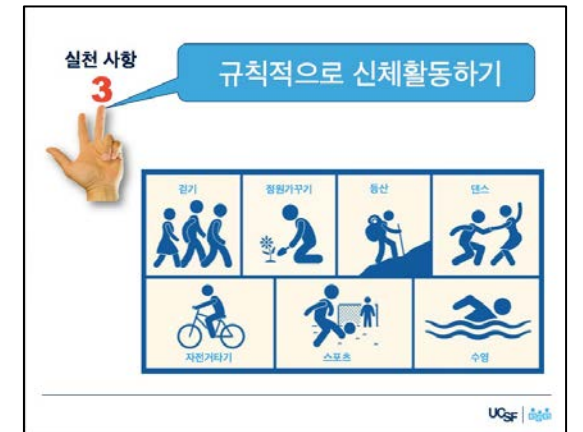 실천 사항
3
규칙적으로 신체활동하기
걷기
정원가꾸기
등산
댄스
자전거타기
스포츠
수영
UCSF